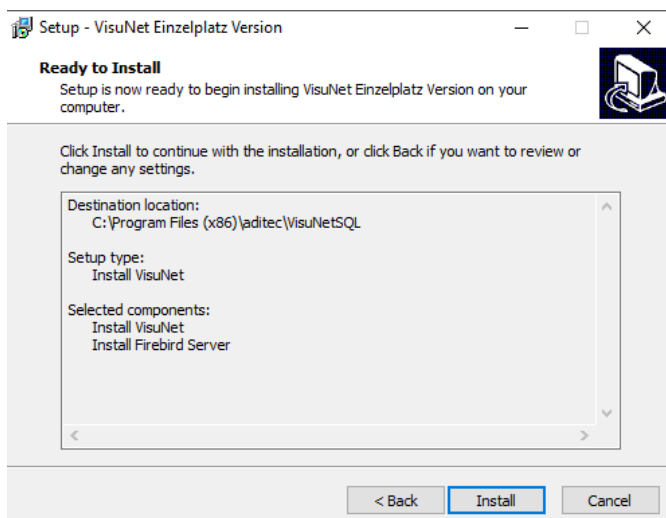 Setup - VisuNet Einzelplatz Version
Ready to Install
Setup is now ready to begin installing VisuNet Einzelplatz Version on your
computer.
Click Install to continue with the installation, or click Back if you want to review or
change any settings.
Destination location:
C:\Program Files (x86)\aditec\VisuNetSQL
Setup type:
Install VisuNet
Selected components:
Install VisuNet
Install Firebird Server
< Back Install Cancel